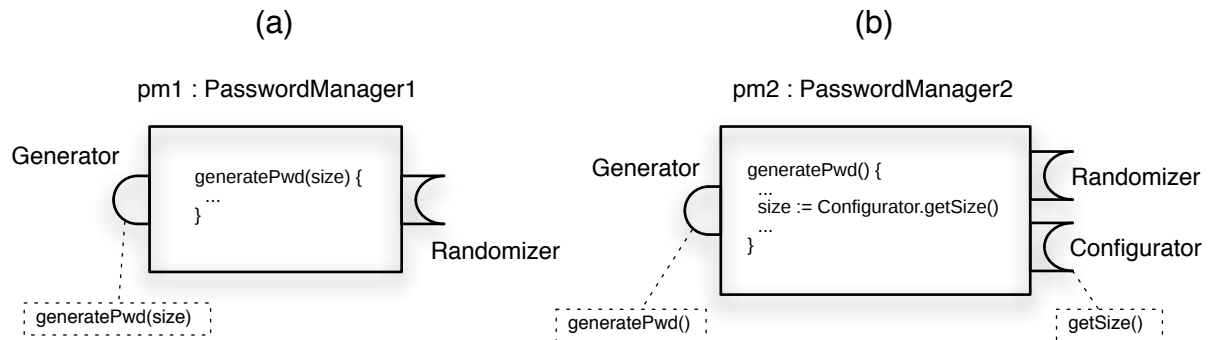 (a)
pm1 : PasswordManager1
Generator
generatePwd(size) {
...
}
Randomizer
generatePwd(size)
(b)
pm2 : PasswordManager2
Generator
generatePwd() {
...
size := Configurator.getSize()
...
}
Randomizer
Configurator
generatePwd()
getSize()